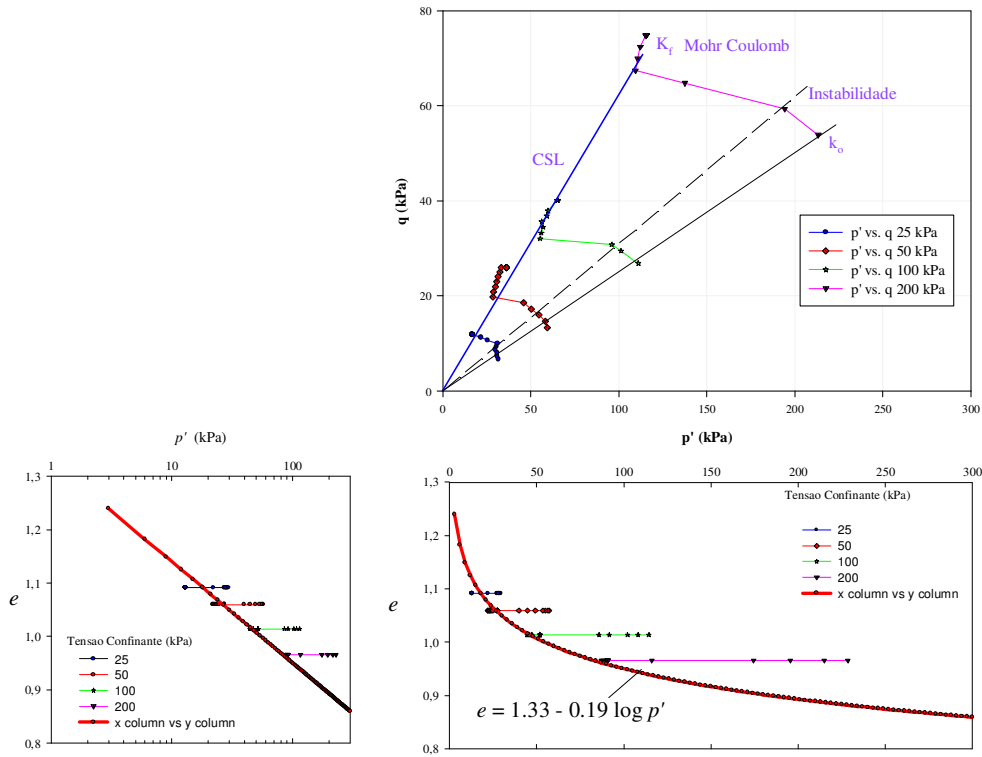 80
60
40
20
0
q (kPa)
0 50 100 150 200 250 300
p' (kPa)
K_f Mohr Coulomb
Instabilidade
k_o
CSL
p' vs. q 25 kPa
p' vs. q 50 kPa
p' vs. q 100 kPa
p' vs. q 200 kPa
p' (kPa)
1 10 100
1,3
1,2
1,1
1,0
0,9
0,8
e
Tensao Confinante (kPa)
25
50
100
200
x column vs y column
0 50 100 150 200 250 300
1,3
1,2
1,1
1,0
0,9
0,8
e
Tensao Confinante (kPa)
25
50
100
200
x column vs y column
e = 1.33 - 0.19 log p'